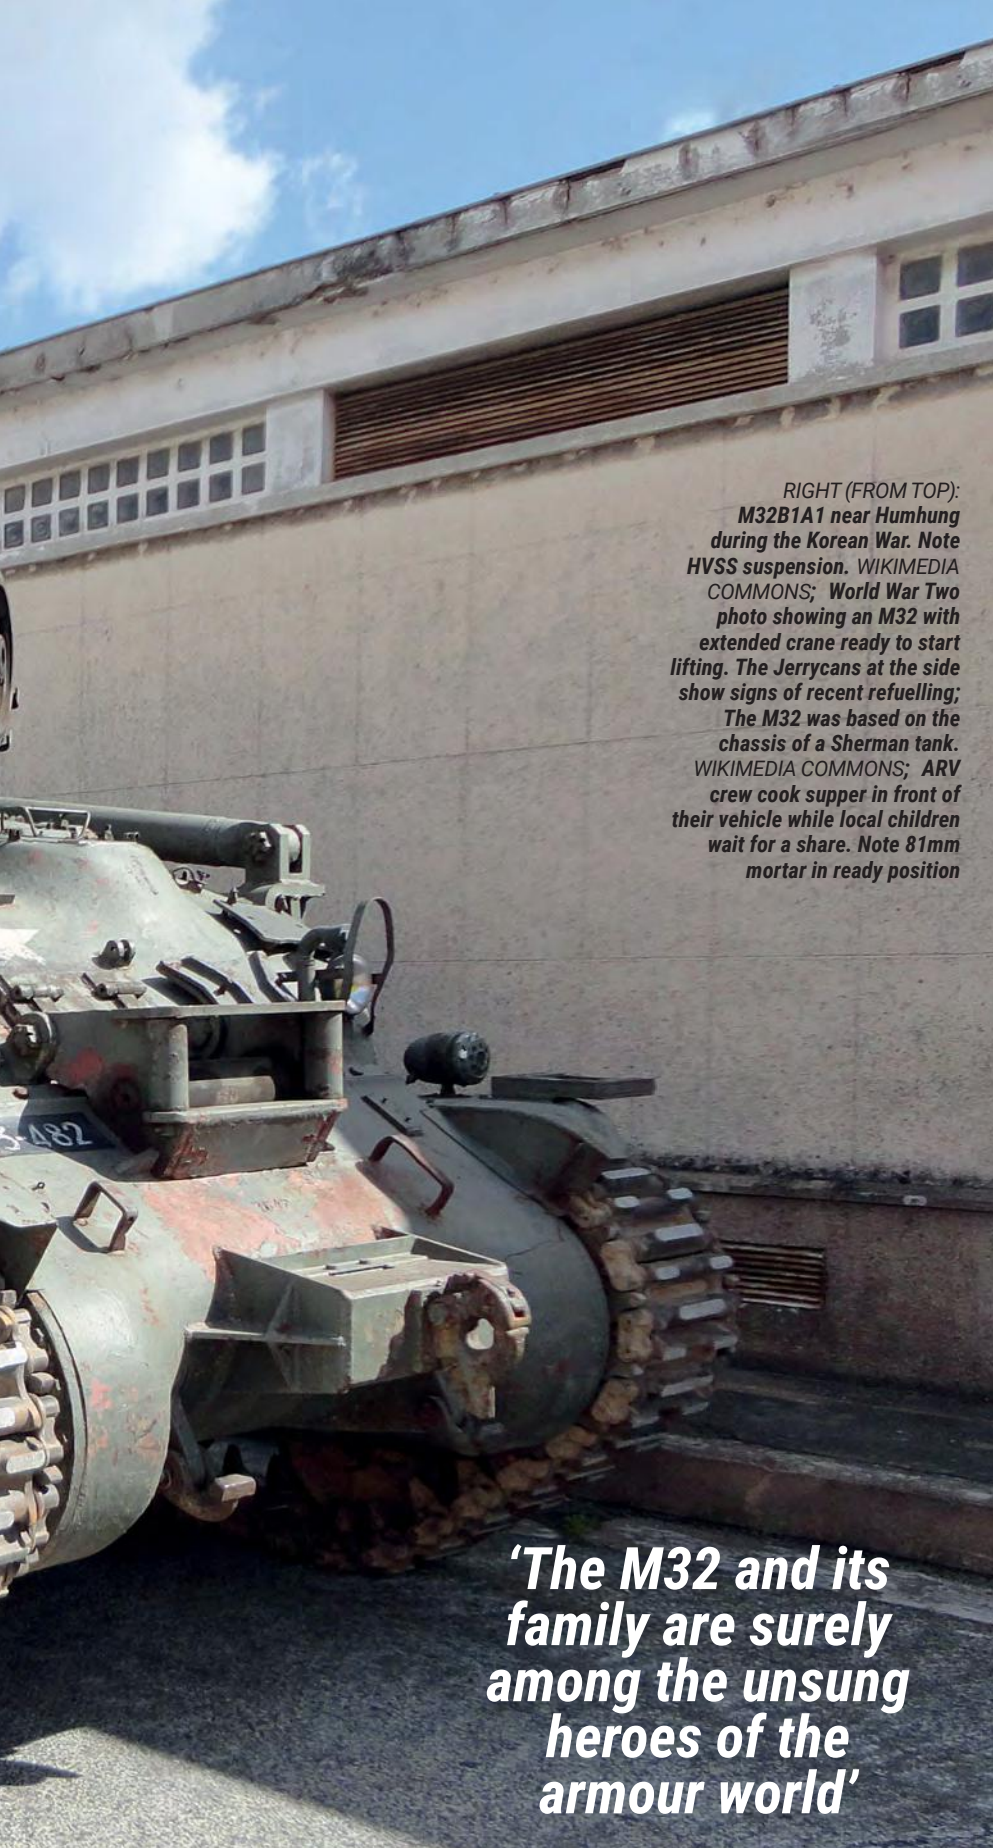 RIGHT (FROM TOP):
M32B1A1 near Humhung
during the Korean War. Note
HVSS suspension. WIKIMEDIA
COMMONS; World War Two
photo showing an M32 with
extended crane ready to start
lifting. The Jerrycans at the side
show signs of recent refuelling;
The M32 was based on the
chassis of a Sherman tank.
WIKIMEDIA COMMONS; ARV
crew cook supper in front of
their vehicle while local children
wait for a share. Note 81mm
mortar in ready position
-482
‘The M32 and its
family are surely
among the unsung
heroes of the
armour world’